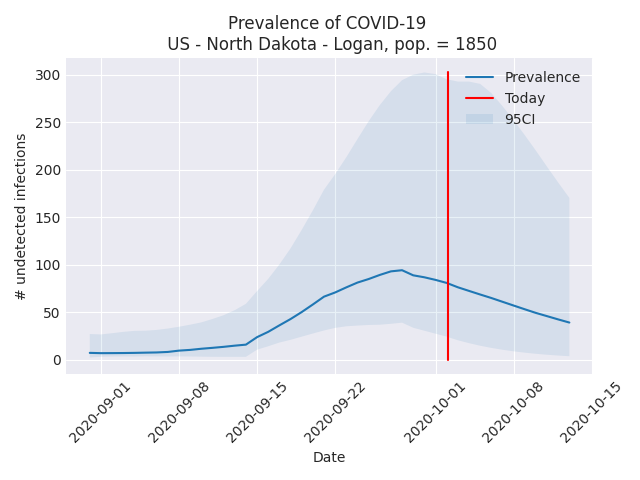 Prevalence of COVID-19
US - North Dakota - Logan, pop. = 1850
300
250
200
150
100
50
0
# undetected infections
Prevalence
Today
95CI
2020-09-01
2020-09-08
2020-09-15
2020-09-22
2020-10-01
2020-10-08
2020-10-15
Date